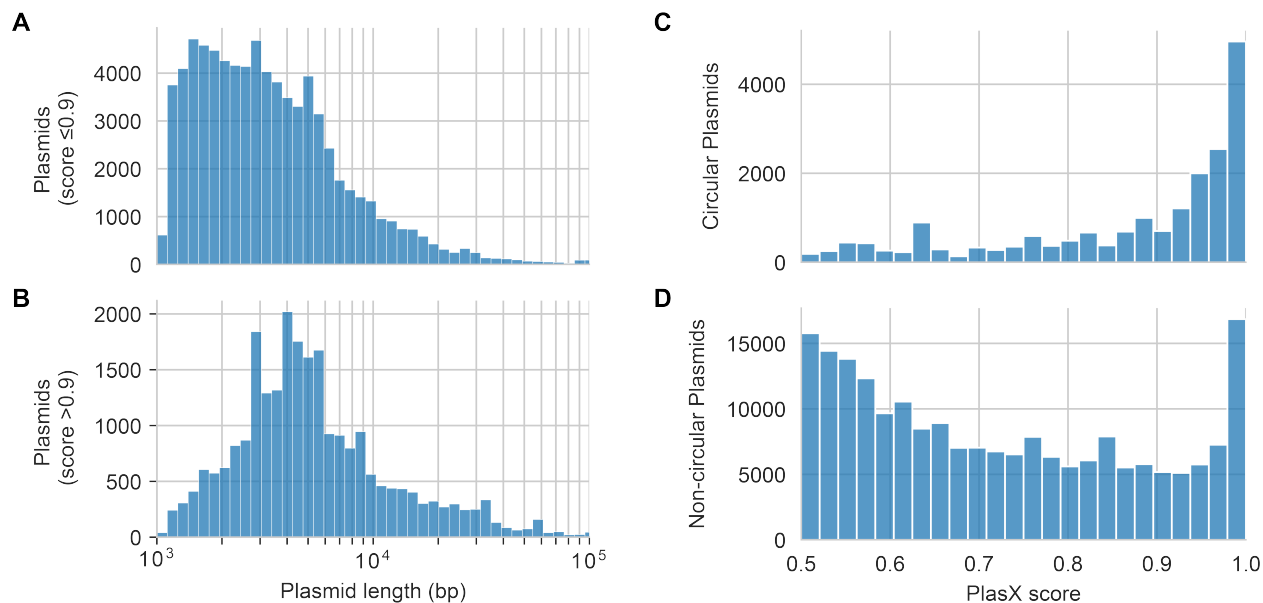 A
Plasmids
(score ≤0.9)
4000
3000
2000
1000
0
B
Plasmids
(score >0.9)
2000
1500
1000
500
0
10³ 10⁴ 10⁵
Plasmid length (bp)
C
Circular Plasmids
4000
2000
0
D
Non-circular Plasmids
15000
10000
5000
0
0.5 0.6 0.7 0.8 0.9 1.0
PlasX score